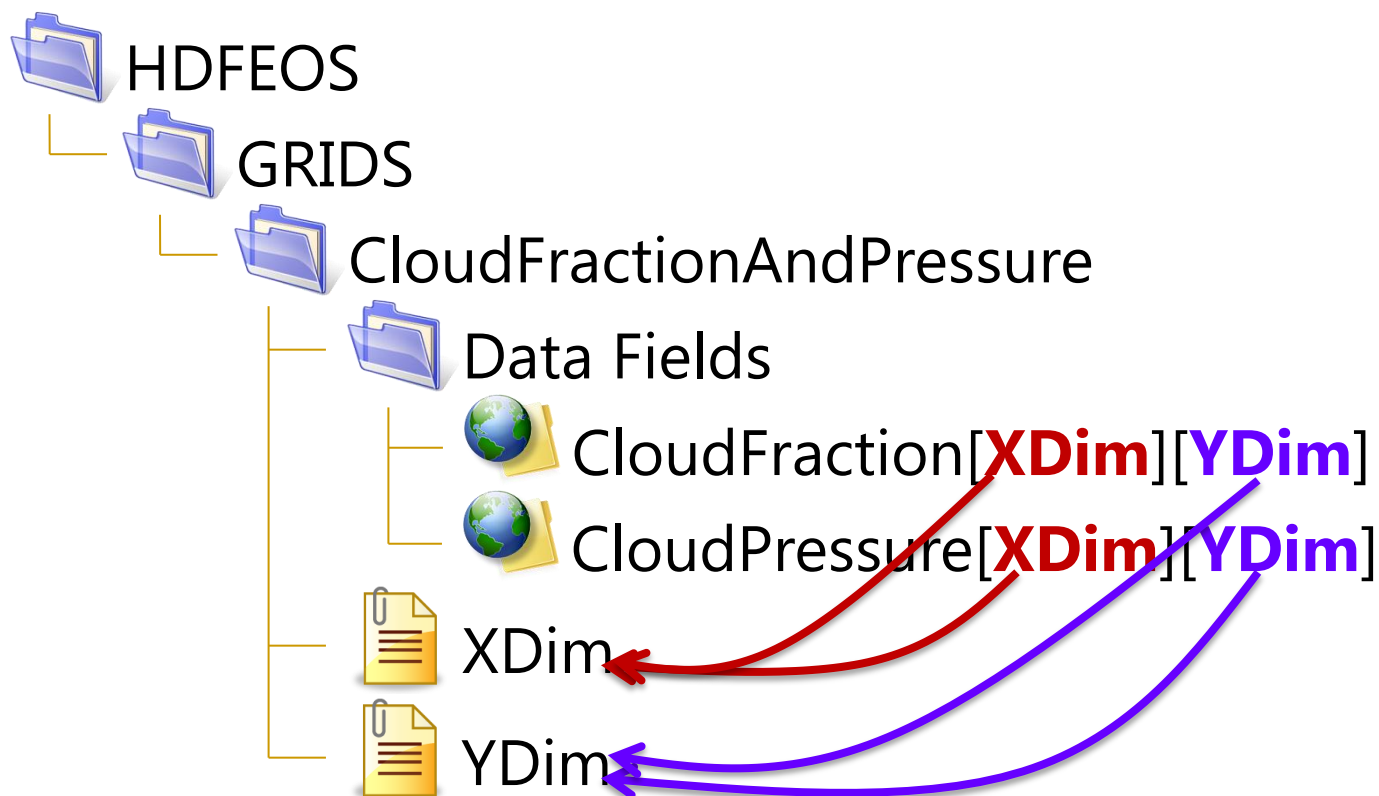 HDFEOS
GRIDS
CloudFractionAndPressure
Data Fields
CloudFraction[XDim][YDim]
CloudPressure[XDim][YDim]
XDim
YDim